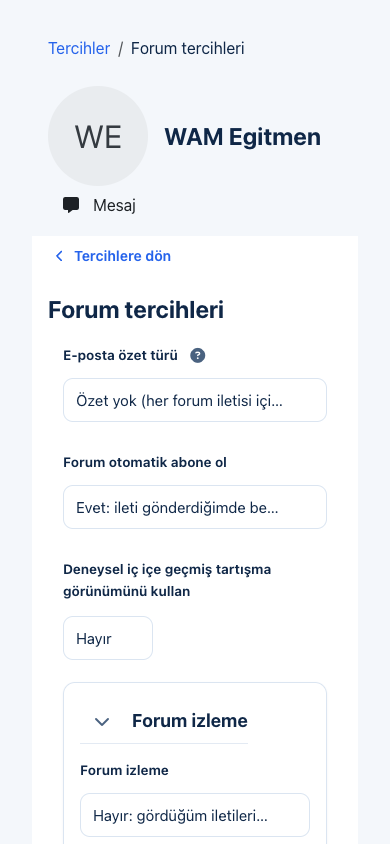 Tercihler / Forum tercihleri
WE
WAM Egitmen
Mesaj
Tercihlere dön
Forum tercihleri
E-posta özet türü ?
Özet yok (her forum iletisi içi...
Forum otomatik abone ol
Evet: ileti gönderdiğimde be...
Deneysel iç içe geçmiş tartışma
görünümünü kullan
Hayır
Forum izleme
Forum izleme
Hayır: gördüğüm iletileri...